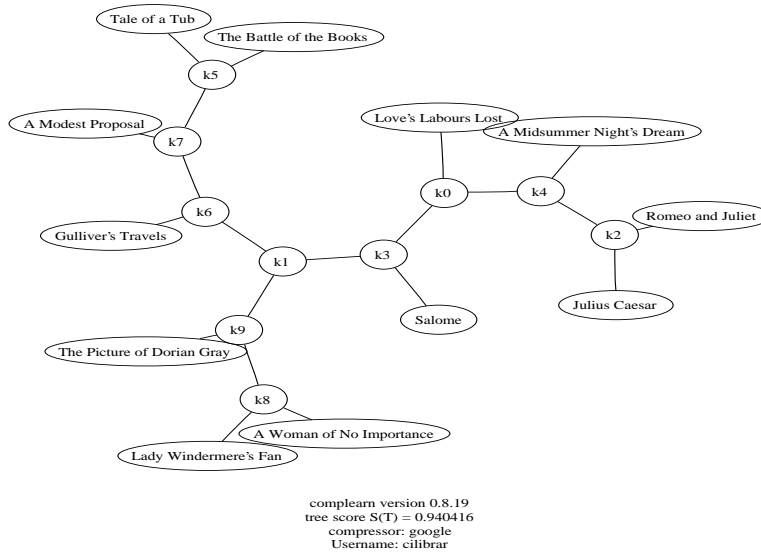 Tale of a Tub
The Battle of the Books
k5
A Modest Proposal
k7
Love's Labours Lost
A Midsummer Night's Dream
k0
k4
k6
Gulliver's Travels
Romeo and Juliet
k2
k1
k3
Julius Caesar
Salome
k9
The Picture of Dorian Gray
k8
A Woman of No Importance
Lady Windermere's Fan
complearn version 0.8.19
tree score S(T) = 0.940416
compressor: google
Username: cilibrar